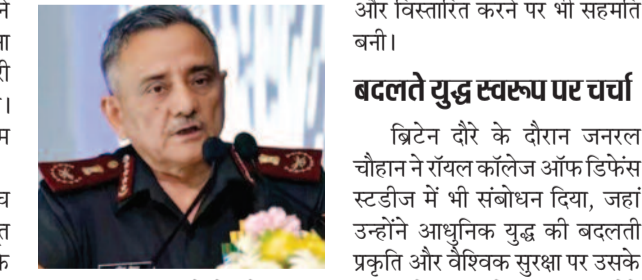 ने
और विस्तारित करने पर भी सहमति
बनी।
बदलते युद्ध स्वरूप पर चर्चा
ब्रिटेन दौरे के दौरान जनरल
चौहान ने रॉयल कॉलेज ऑफ डिफेंस
स्टडीज में भी संबोधन दिया, जहां
उन्होंने आधुनिक युद्ध की बदलती
प्रकृति और वैश्विक सुरक्षा पर उसके